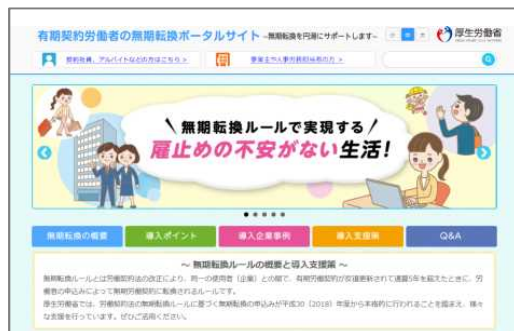 有期契約労働者の無期転換ポータルサイト ~無期転換を円滑にサポートします~
厚生労働省
契約社員、アルバイトなどの方はこちら >
事業主や人事労務担当者の方 >
無期転換ルールで実現する
雇止めの不安がない生活!
無期転換の概要
導入ポイント
導入企業事例
導入支援策
Q&A
~ 無期転換ルールの概要と導入支援策 ~
無期転換ルールとは労働契約法の改正により、同一の使用者(企業)との間で、有期労働契約が反復更新されて通算5年を超えたときに、労
働者の申込みによって無期労働契約に転換されるルールです。
厚生労働省では、労働契約法の無期転換ルールに基づく無期転換の申込みが平成30(2018)年度から本格的に行われることを踏まえ、様々
な支援を行っています。ぜひご活用ください。